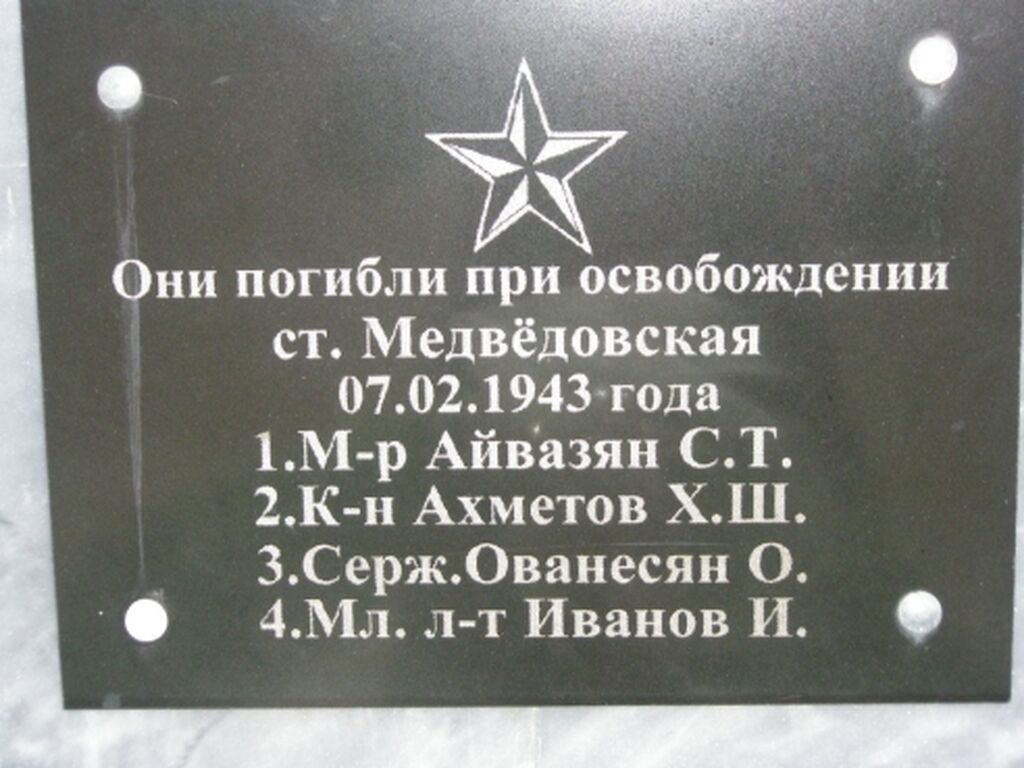 Они погибли при освобождении
ст. Медвёдовская
07.02.1943 года
1.М-р Айвазян С.Т.
2.К-н Ахметов Х.Ш.
3.Серж.Ованесян О.
4.Мл. л-т Иванов И.